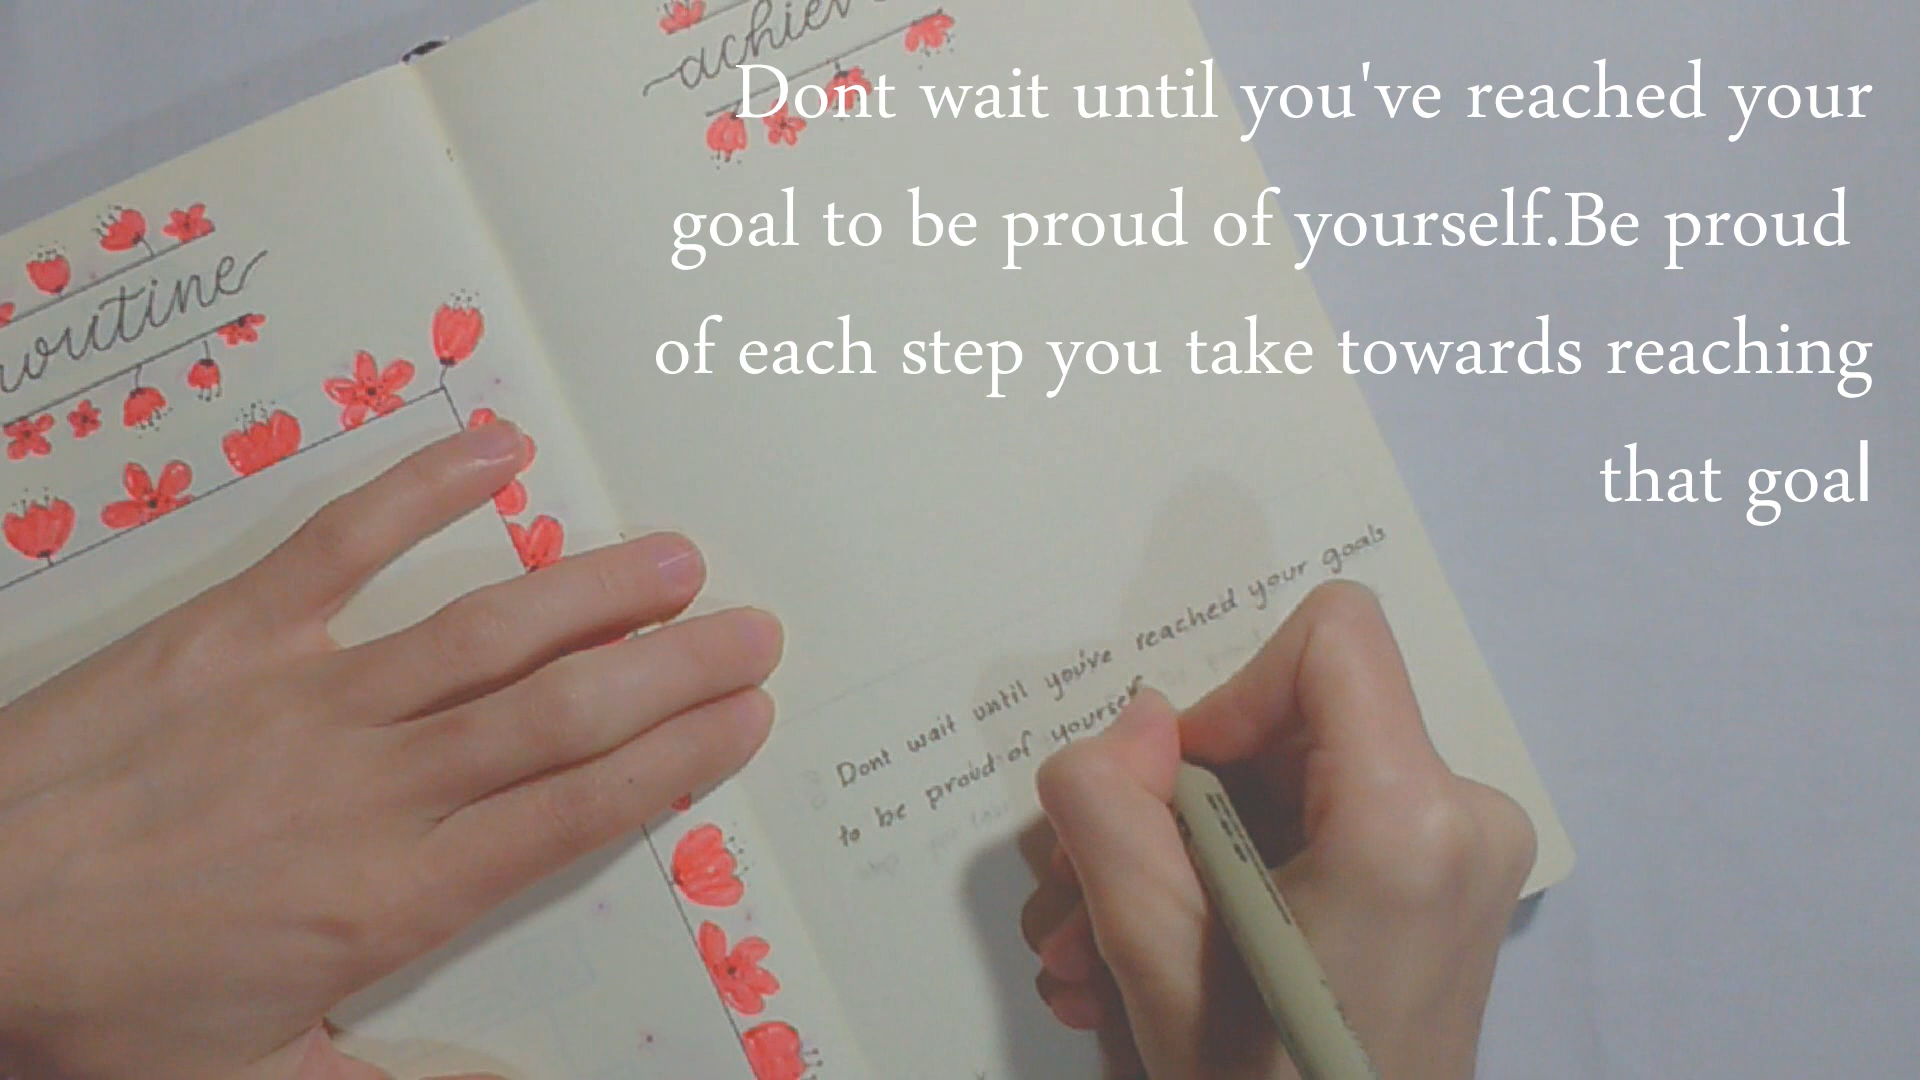 Dont wait until you've reached your
goal to be proud of yourself.Be proud
of each step you take towards reaching
that goal
routine
Dont wait until you've reached your goals
to be proud of yourself